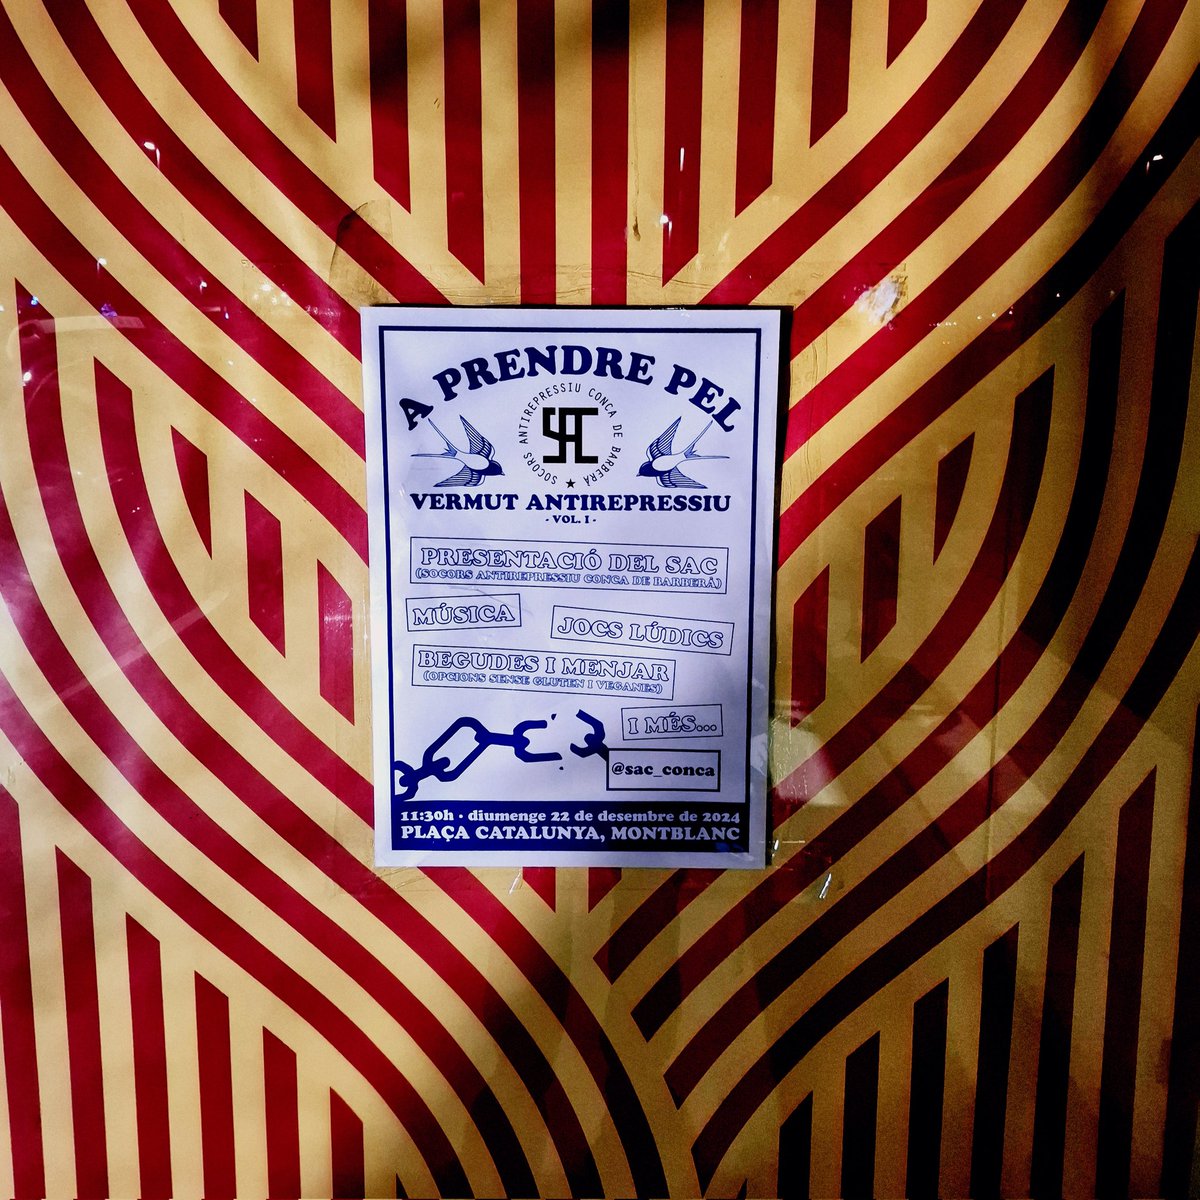 A PRENDRE PEL
SAC
SOCORS ANTIREPRESSIU CONCA DE BARBERÀ
VERMUT ANTIREPRESSIU
- VOL. I -
PRESENTACIÓ DEL SAC
(SOCORS ANTIREPRESSIU CONCA DE BARBERÀ)
MÚSICA
JOCS LÚDICS
BEGUDES I MENJAR
(OPCIONS SENSE GLUTEN I VEGANES)
I MÉS...
@sac_conca
11:30h · diumenge 22 de desembre de 2024
PLAÇA CATALUNYA, MONTBLANC